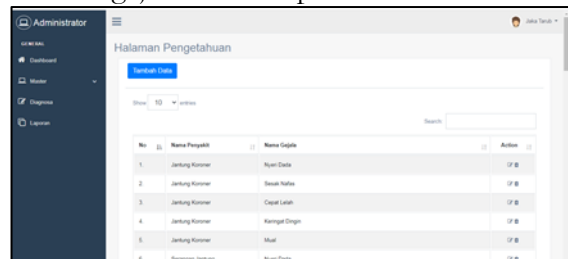 Administrator
Jaka Tarub
GENERAL
Dashboard
Master
Diagnosa
Laporan
Halaman Pengetahuan
Tambah Data
Show 10 entries
Search:
No Nama Penyakit Nama Gejala Action
1. Jantung Koroner Nyeri Dada
2. Jantung Koroner Sesak Nafas
3. Jantung Koroner Cepat Lelah
4. Jantung Koroner Keringat Dingin
5. Jantung Koroner Mual